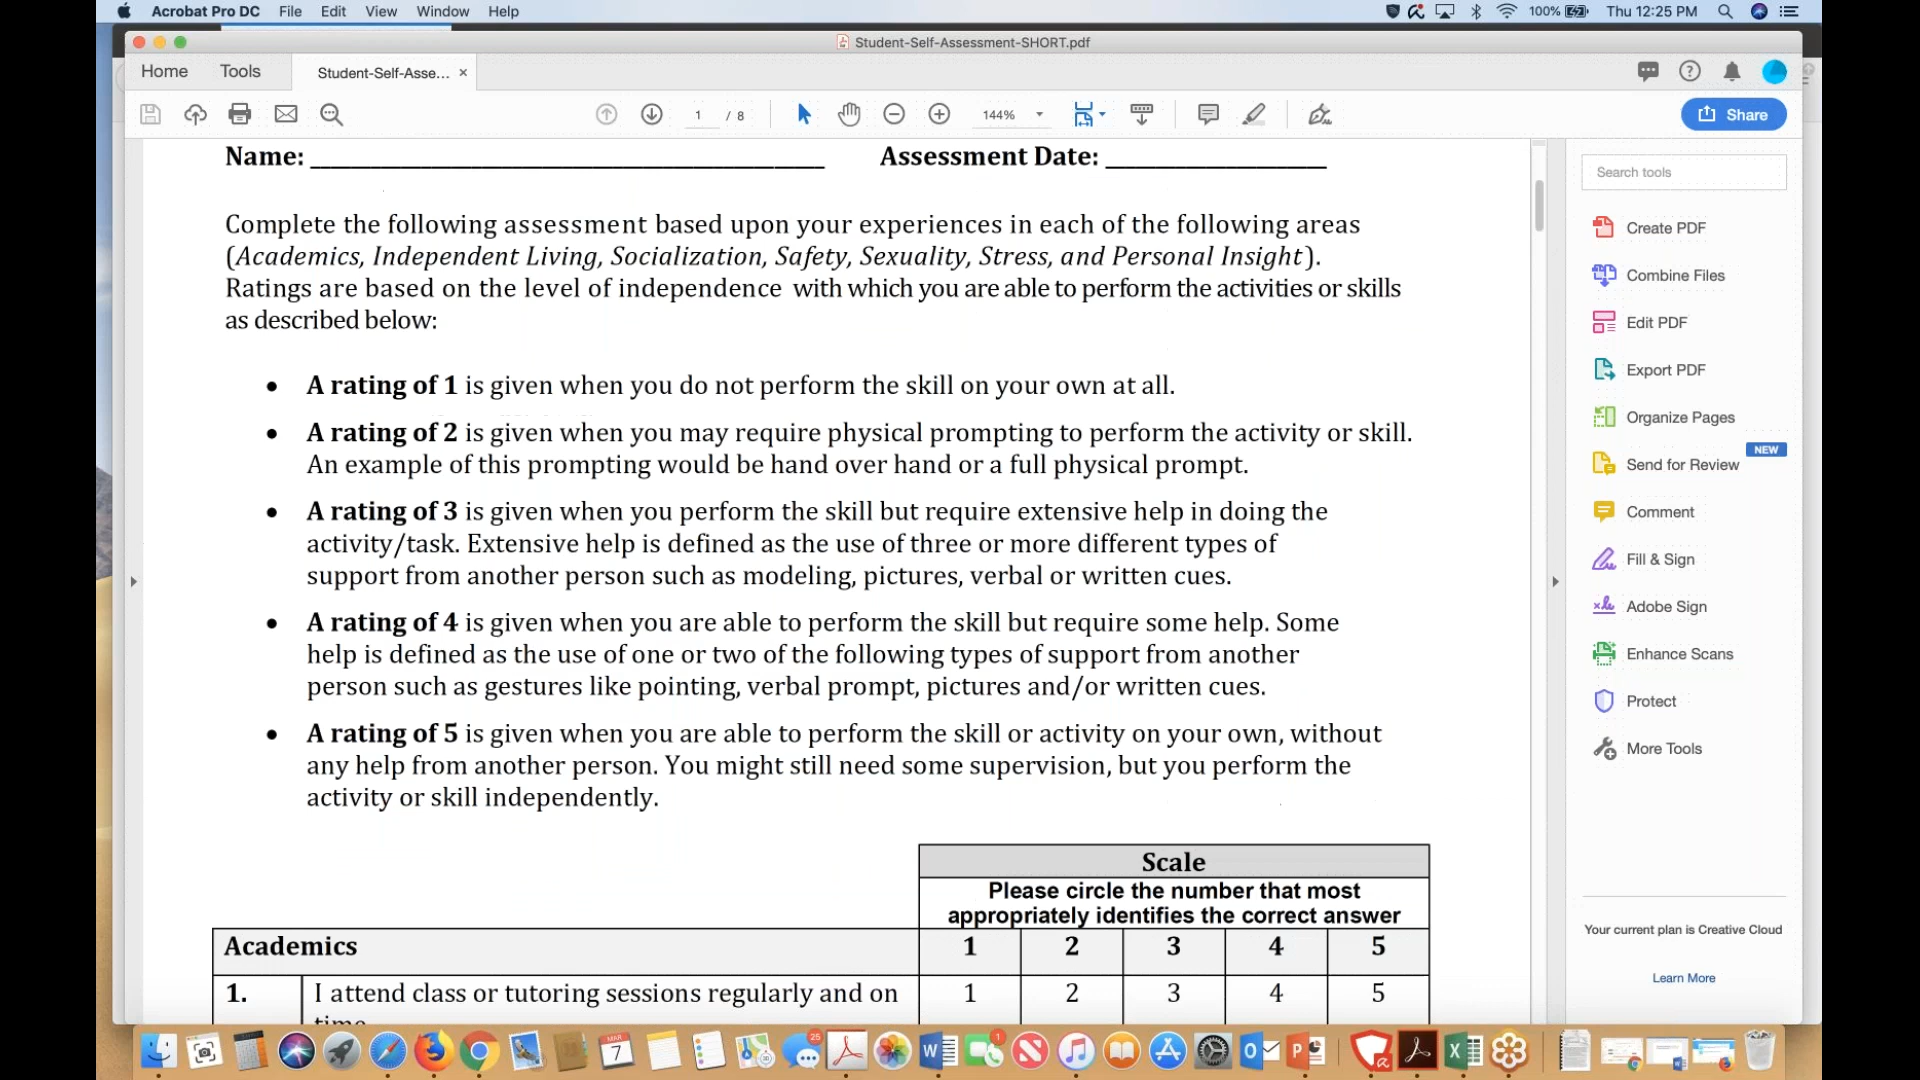 Acrobat Pro DC File Edit View Window Help 100% Thu 12:25 PM
Student-Self-Assessment-SHORT.pdf
Home Tools Student-Self-Asse... ×
1 / 8 144% Share
Name: Assessment Date:
Complete the following assessment based upon your experiences in each of the following areas
(Academics, Independent Living, Socialization, Safety, Sexuality, Stress, and Personal Insight).
Ratings are based on the level of independence with which you are able to perform the activities or skills
as described below:
• A rating of 1 is given when you do not perform the skill on your own at all.
• A rating of 2 is given when you may require physical prompting to perform the activity or skill.
An example of this prompting would be hand over hand or a full physical prompt.
• A rating of 3 is given when you perform the skill but require extensive help in doing the
activity/task. Extensive help is defined as the use of three or more different types of
support from another person such as modeling, pictures, verbal or written cues.
• A rating of 4 is given when you are able to perform the skill but require some help. Some
help is defined as the use of one or two of the following types of support from another
person such as gestures like pointing, verbal prompt, pictures and/or written cues.
• A rating of 5 is given when you are able to perform the skill or activity on your own, without
any help from another person. You might still need some supervision, but you perform the
activity or skill independently.
Scale
Please circle the number that most
appropriately identifies the correct answer
Academics 1 2 3 4 5
1. I attend class or tutoring sessions regularly and on 1 2 3 4 5
time
Search tools
Create PDF
Combine Files
Edit PDF
Export PDF
Organize Pages
NEW
Send for Review
Comment
Fill & Sign
Adobe Sign
Enhance Scans
Protect
More Tools
Your current plan is Creative Cloud
Learn More
MAR
7
25
1